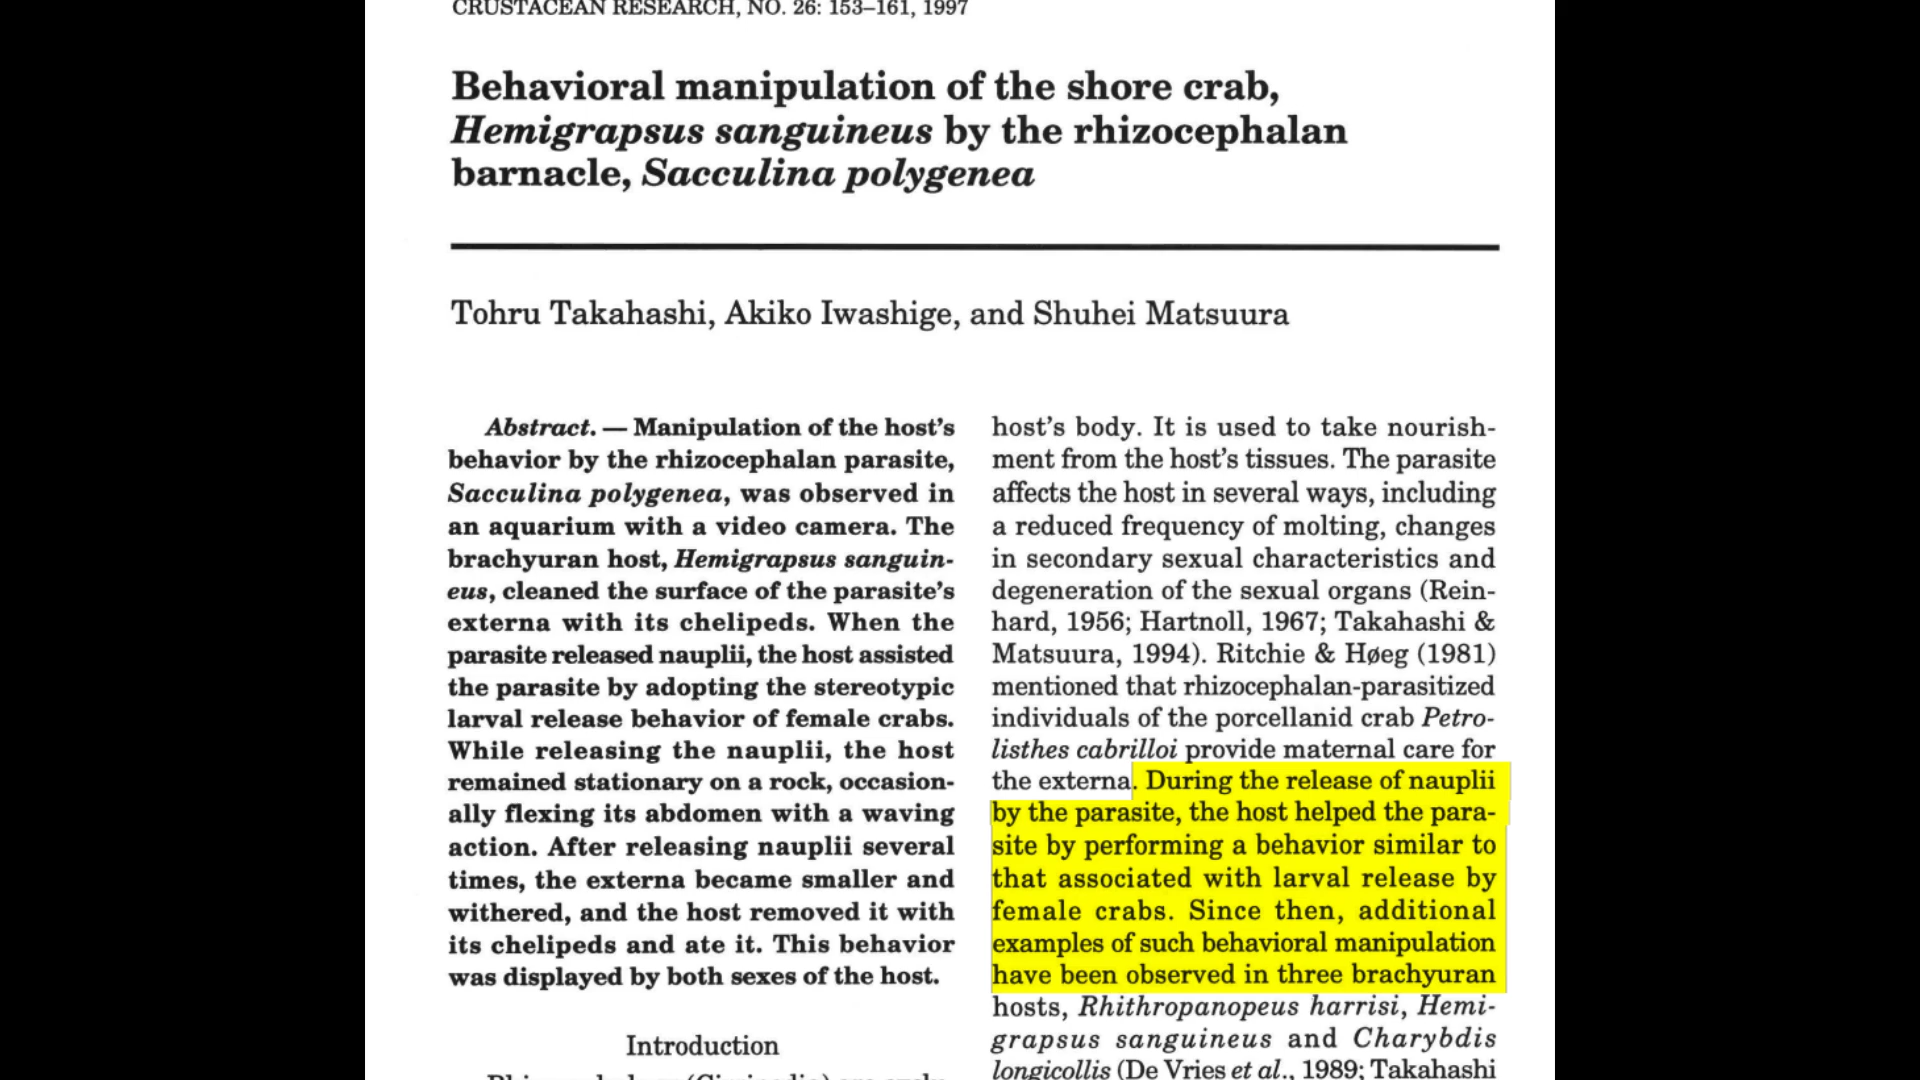 CRUSTACEAN RESEARCH, NO. 26: 153–161, 1997
Behavioral manipulation of the shore crab,
Hemigrapsus sanguineus by the rhizocephalan
barnacle, Sacculina polygenea
Tohru Takahashi, Akiko Iwashige, and Shuhei Matsuura
Abstract. — Manipulation of the host's
behavior by the rhizocephalan parasite,
Sacculina polygenea, was observed in
an aquarium with a video camera. The
brachyuran host, Hemigrapsus sanguin-
eus, cleaned the surface of the parasite's
externa with its chelipeds. When the
parasite released nauplii, the host assisted
the parasite by adopting the stereotypic
larval release behavior of female crabs.
While releasing the nauplii, the host
remained stationary on a rock, occasion-
ally flexing its abdomen with a waving
action. After releasing nauplii several
times, the externa became smaller and
withered, and the host removed it with
its chelipeds and ate it. This behavior
was displayed by both sexes of the host.
Introduction
host's body. It is used to take nourish-
ment from the host's tissues. The parasite
affects the host in several ways, including
a reduced frequency of molting, changes
in secondary sexual characteristics and
degeneration of the sexual organs (Rein-
hard, 1956; Hartnoll, 1967; Takahashi &
Matsuura, 1994). Ritchie & Høeg (1981)
mentioned that rhizocephalan-parasitized
individuals of the porcellanid crab Petro-
listhes cabrilloi provide maternal care for
the externa. During the release of nauplii
by the parasite, the host helped the para-
site by performing a behavior similar to
that associated with larval release by
female crabs. Since then, additional
examples of such behavioral manipulation
have been observed in three brachyuran
hosts, Rhithropanopeus harrisi, Hemi-
grapsus sanguineus and Charybdis
longicollis (De Vries et al., 1989; Takahashi